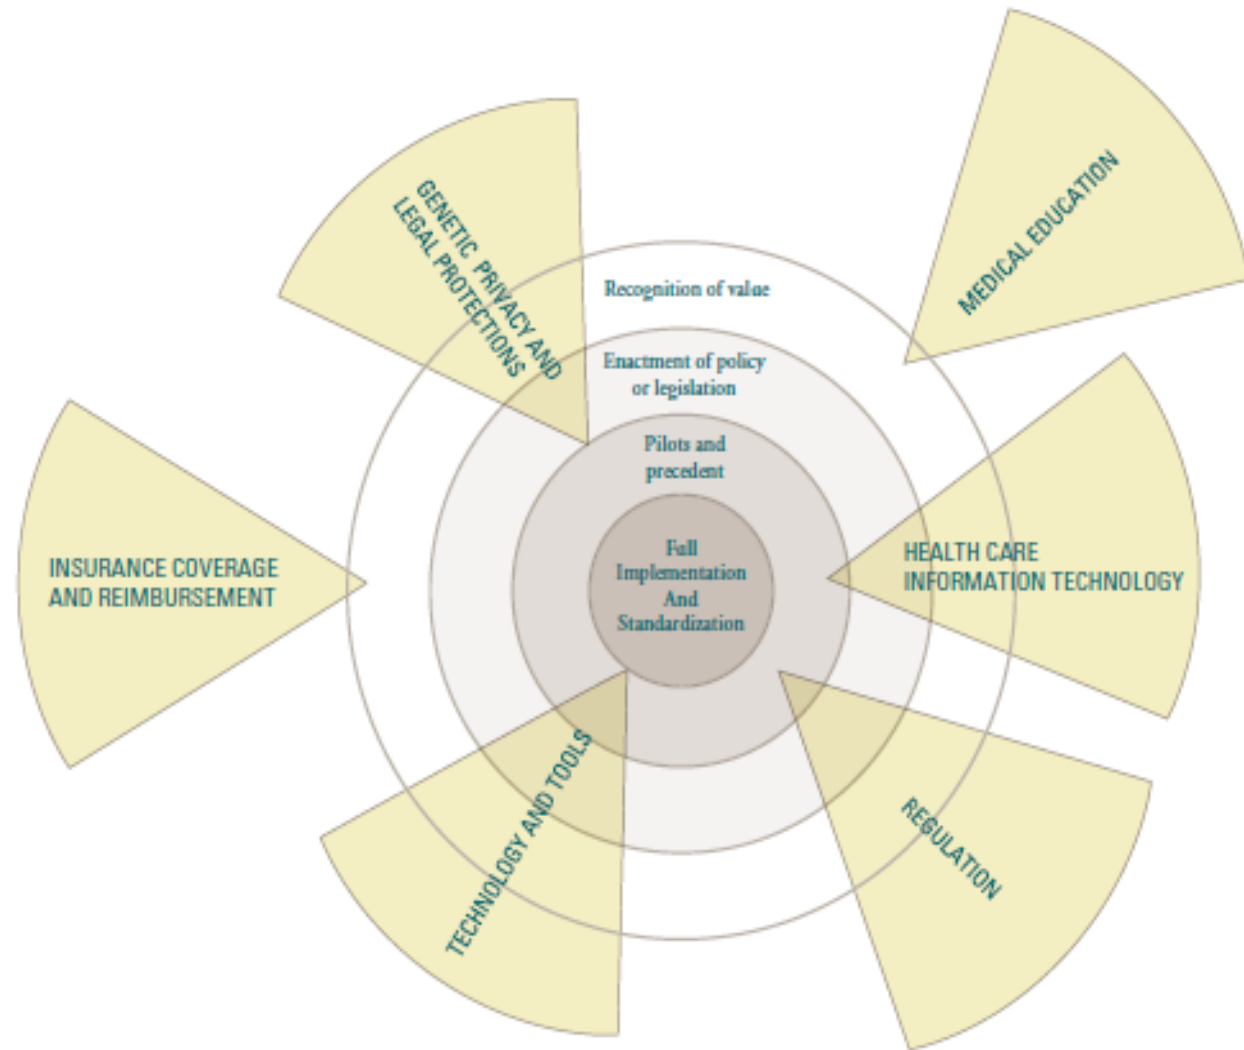 GENETIC PRIVACY AND
LEGAL PROTECTIONS
MEDICAL EDUCATION
Recognition of value
Enactment of policy
or legislation
Pilots and
precedent
Full
Implementation
And
Standardization
INSURANCE COVERAGE
AND REIMBURSEMENT
HEALTH CARE
INFORMATION TECHNOLOGY
TECHNOLOGY AND TOOLS
REGULATION